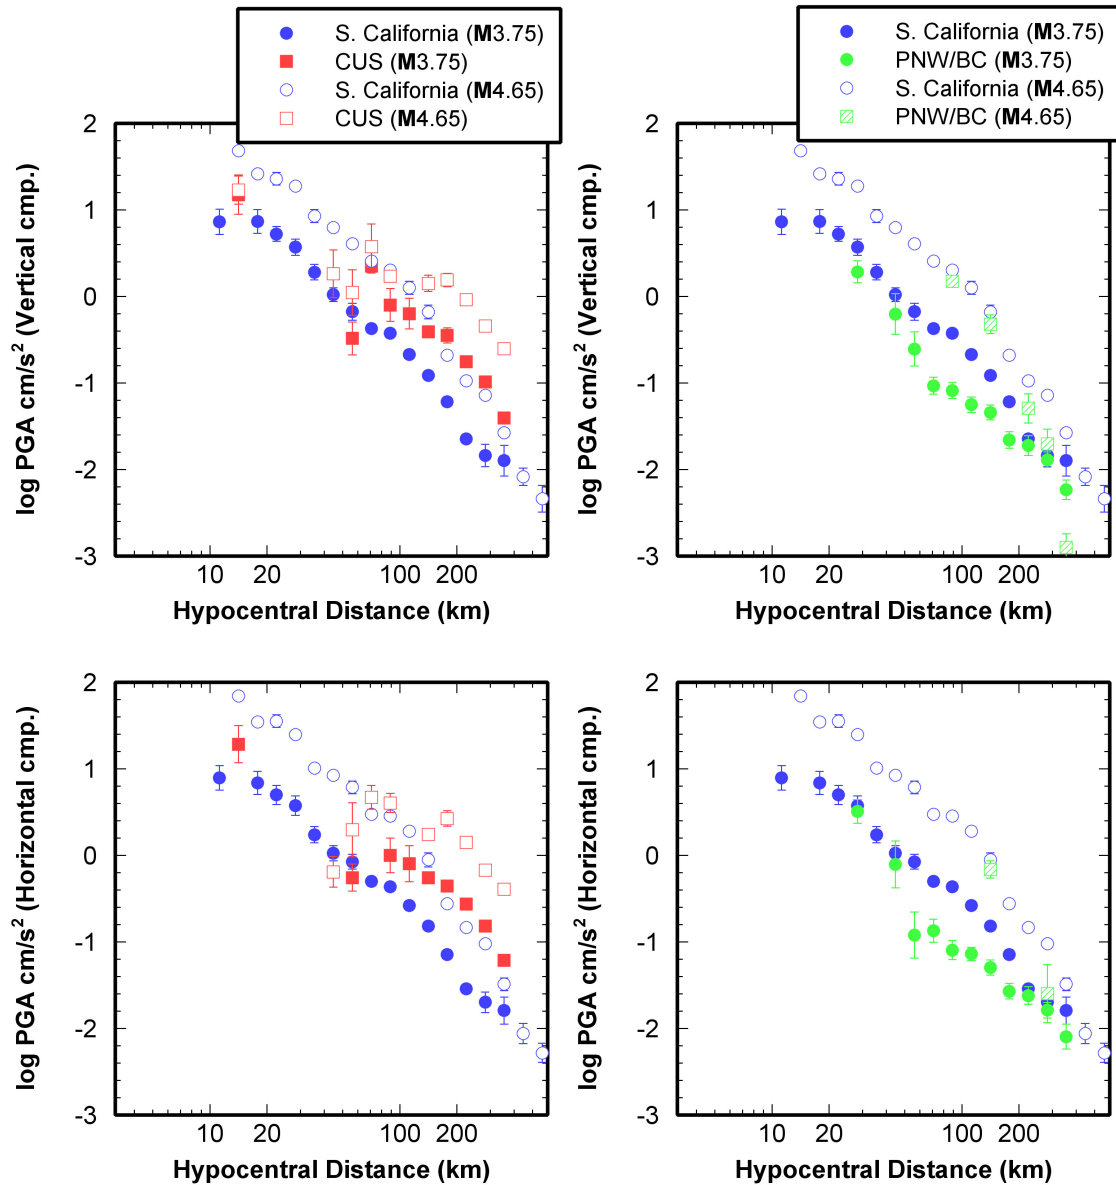 S. California (M3.75)
CUS (M3.75)
S. California (M4.65)
CUS (M4.65)
S. California (M3.75)
PNW/BC (M3.75)
S. California (M4.65)
PNW/BC (M4.65)
log PGA cm/s² (Vertical cmp.)
2
1
0
-1
-2
-3
10 20 100 200
Hypocentral Distance (km)
log PGA cm/s² (Vertical cmp.)
2
1
0
-1
-2
-3
10 20 100 200
Hypocentral Distance (km)
log PGA cm/s² (Horizontal cmp.)
2
1
0
-1
-2
-3
10 20 100 200
Hypocentral Distance (km)
log PGA cm/s² (Horizontal cmp.)
2
1
0
-1
-2
-3
10 20 100 200
Hypocentral Distance (km)